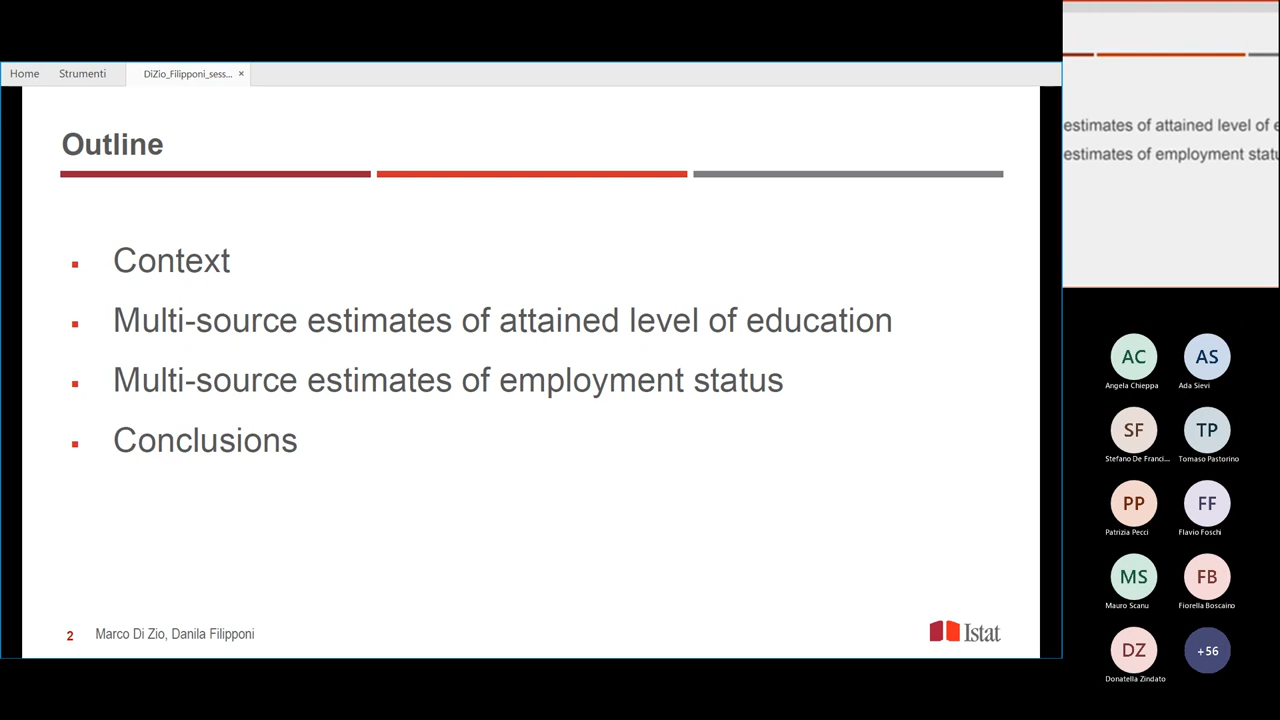 Home Strumenti DiZio_Filipponi_sess... ×
Outline
Context
Multi-source estimates of attained level of education
Multi-source estimates of employment status
Conclusions
2 Marco Di Zio, Danila Filipponi
Istat
estimates of attained level of e
estimates of employment statu
AC AS
Angela Chieppa Ada Sievi
SF TP
Stefano De Franci... Tomaso Pastorino
PP FF
Patrizia Pecci Flavio Foschi
MS FB
Mauro Scanu Fiorella Boscaino
DZ +56
Donatella Zindato